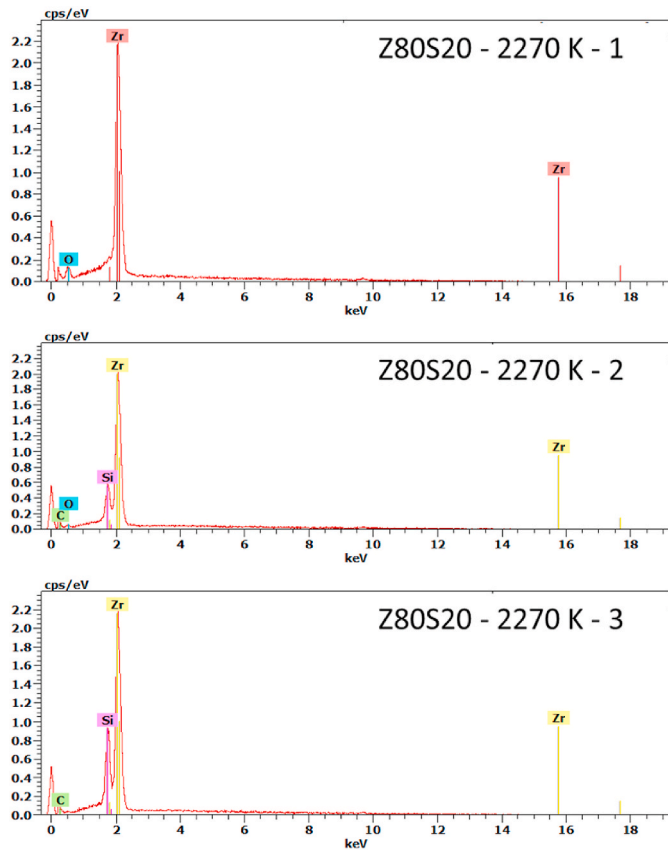 cps/eV
Z80S20 - 2270 K - 1
Zr
2.2
2.0
1.8
1.6
1.4
1.2
1.0
Zr
0.8
0.6
0.4
0.2
O
0.0
0 2 4 6 8 10 12 14 16 18
keV
cps/eV
Z80S20 - 2270 K - 2
2.2
Zr
2.0
1.8
1.6
1.4
1.2
1.0
Zr
0.8
Si
0.6
0.4
O
0.2
C
0.0
0 2 4 6 8 10 12 14 16 18
keV
cps/eV
Z80S20 - 2270 K - 3
Zr
2.2
2.0
1.8
1.6
1.4
1.2
1.0
Si
Zr
0.8
0.6
0.4
0.2
C
0.0
0 2 4 6 8 10 12 14 16 18
keV